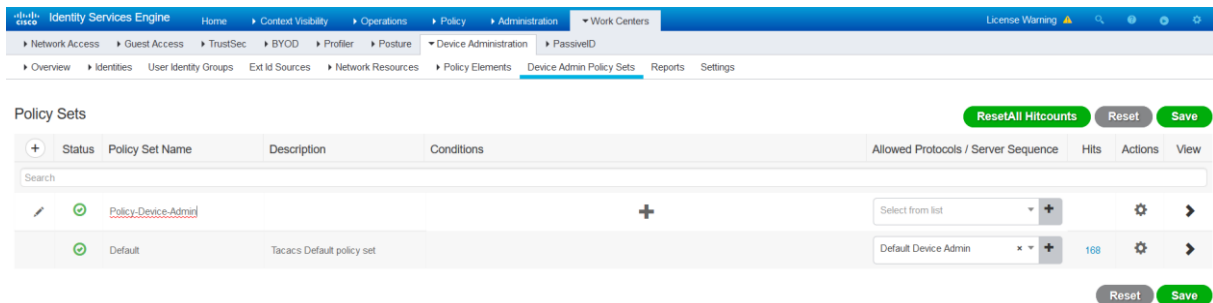 cisco Identity Services Engine Home Context Visibility Operations Policy Administration Work Centers License Warning
Network Access Guest Access TrustSec BYOD Profiler Posture Device Administration PassiveID
Overview Identities User Identity Groups Ext Id Sources Network Resources Policy Elements Device Admin Policy Sets Reports Settings
Policy Sets
ResetAll Hitcounts Reset Save
+ Status Policy Set Name Description Conditions Allowed Protocols / Server Sequence Hits Actions View
Search
Policy-Device-Admin + Select from list +
Default Tacacs Default policy set Default Device Admin × + 168
Reset Save